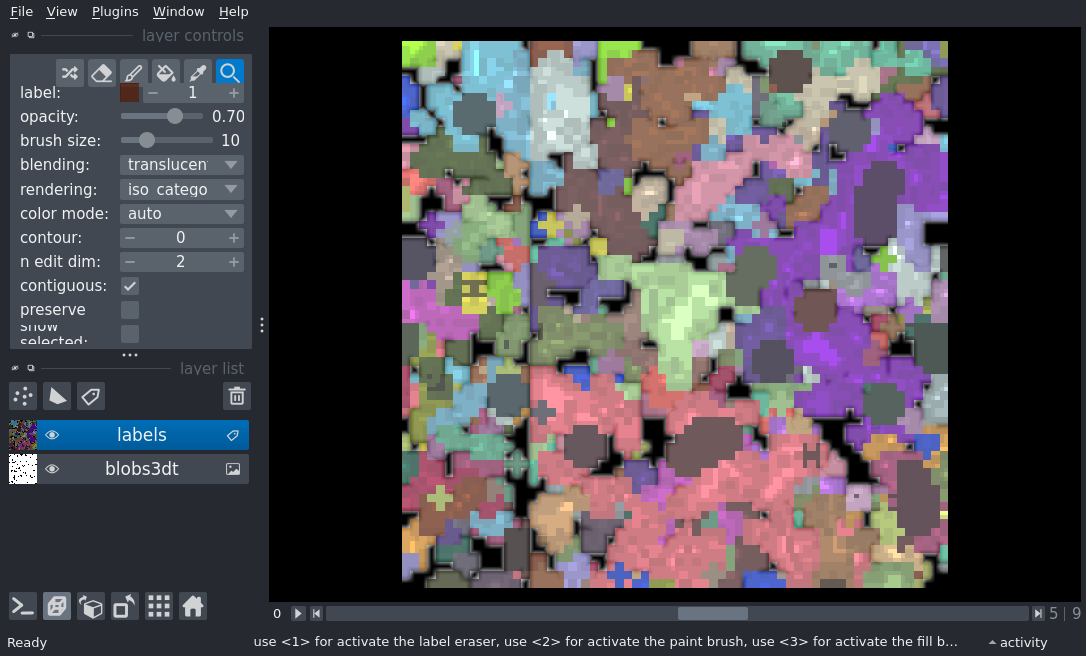 File View Plugins Window Help
layer controls
label: 1
opacity: 0.70
brush size: 10
blending: translucen
rendering: iso_catego
color mode: auto
contour: 0
n edit dim: 2
contiguous:
preserve
show
selected:
layer list
labels
blobs3dt
0 5 | 9
Ready use <1> for activate the label eraser, use <2> for activate the paint brush, use <3> for activate the fill b... activity